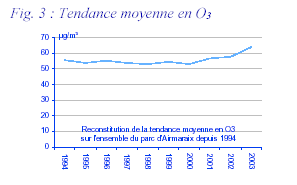 Fig. 3 : Tendance moyenne en O₃
µg/m³
70
60
50
40
30
20
10
0
Reconstitution de la tendance moyenne en O3
sur l'ensemble du parc d'Airmaraix depuis 1994
1994 1995 1996 1997 1998 1999 2000 2001 2002 2003